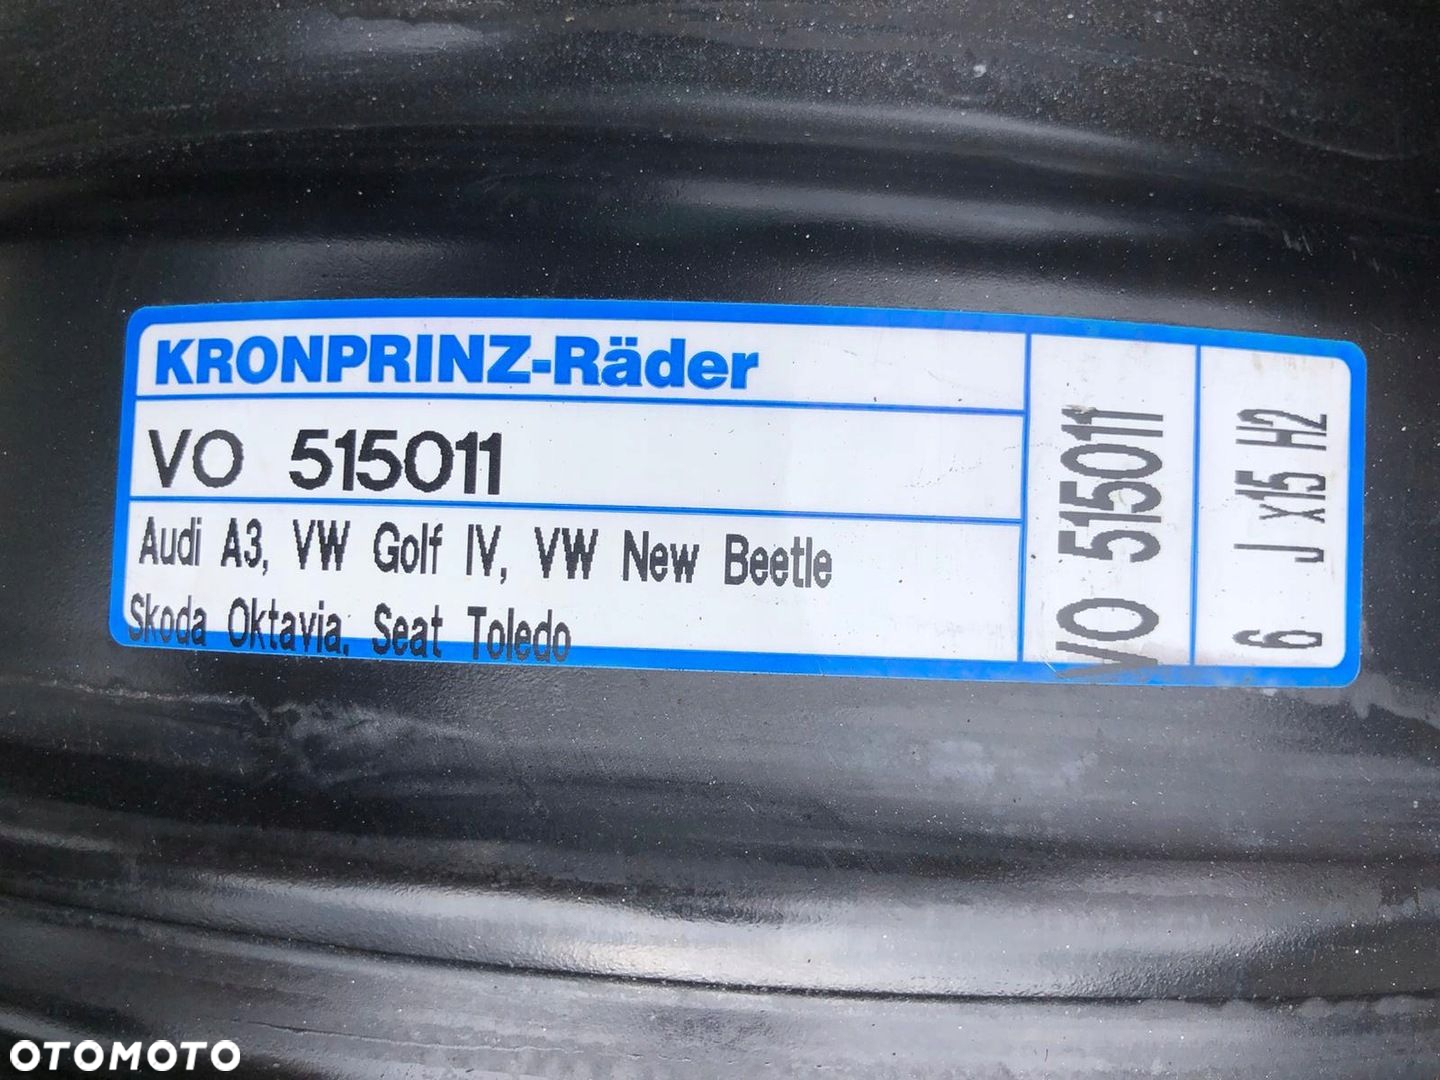 KRONPRINZ-Räder
VO 515011
Audi A3, VW Golf IV, VW New Beetle
Skoda Oktavia, Seat Toledo
VO 515011
6 J x15 H2
OTOMOTO